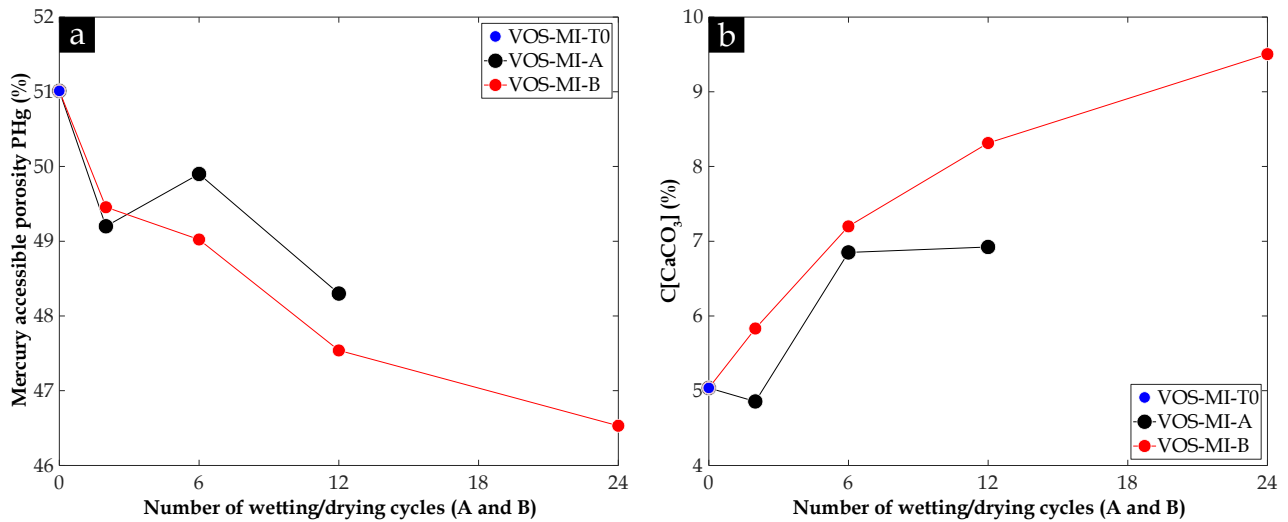 a
52
51
50
49
48
47
46
Mercury accessible porosity PHg (%)
VOS-MI-T0
VOS-MI-A
VOS-MI-B
0 6 12 18 24
Number of wetting/drying cycles (A and B)
b
10
9
8
7
6
5
4
C[CaCO₃] (%)
VOS-MI-T0
VOS-MI-A
VOS-MI-B
0 6 12 18 24
Number of wetting/drying cycles (A and B)